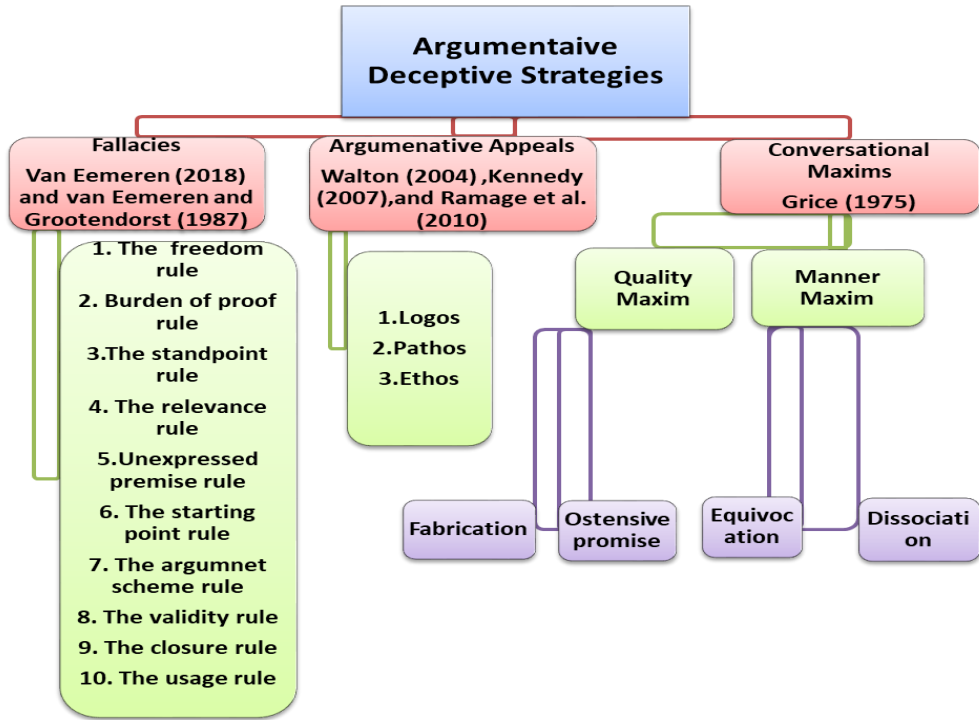 Argumentaive
Deceptive Strategies
Fallacies
Van Eemeren (2018)
and van Eemeren and
Grootendorst (1987)
Argumenative Appeals
Walton (2004) ,Kennedy
(2007),and Ramage et al.
(2010)
Conversational
Maxims
Grice (1975)
1. The freedom
rule
2. Burden of proof
rule
3.The standpoint
rule
4. The relevance
rule
5.Unexpressed
premise rule
6. The starting
point rule
7. The argumnet
scheme rule
8. The validity rule
9. The closure rule
10. The usage rule
1.Logos
2.Pathos
3.Ethos
Quality
Maxim
Manner
Maxim
Fabrication
Ostensive
promise
Equivoc
ation
Dissociati
on